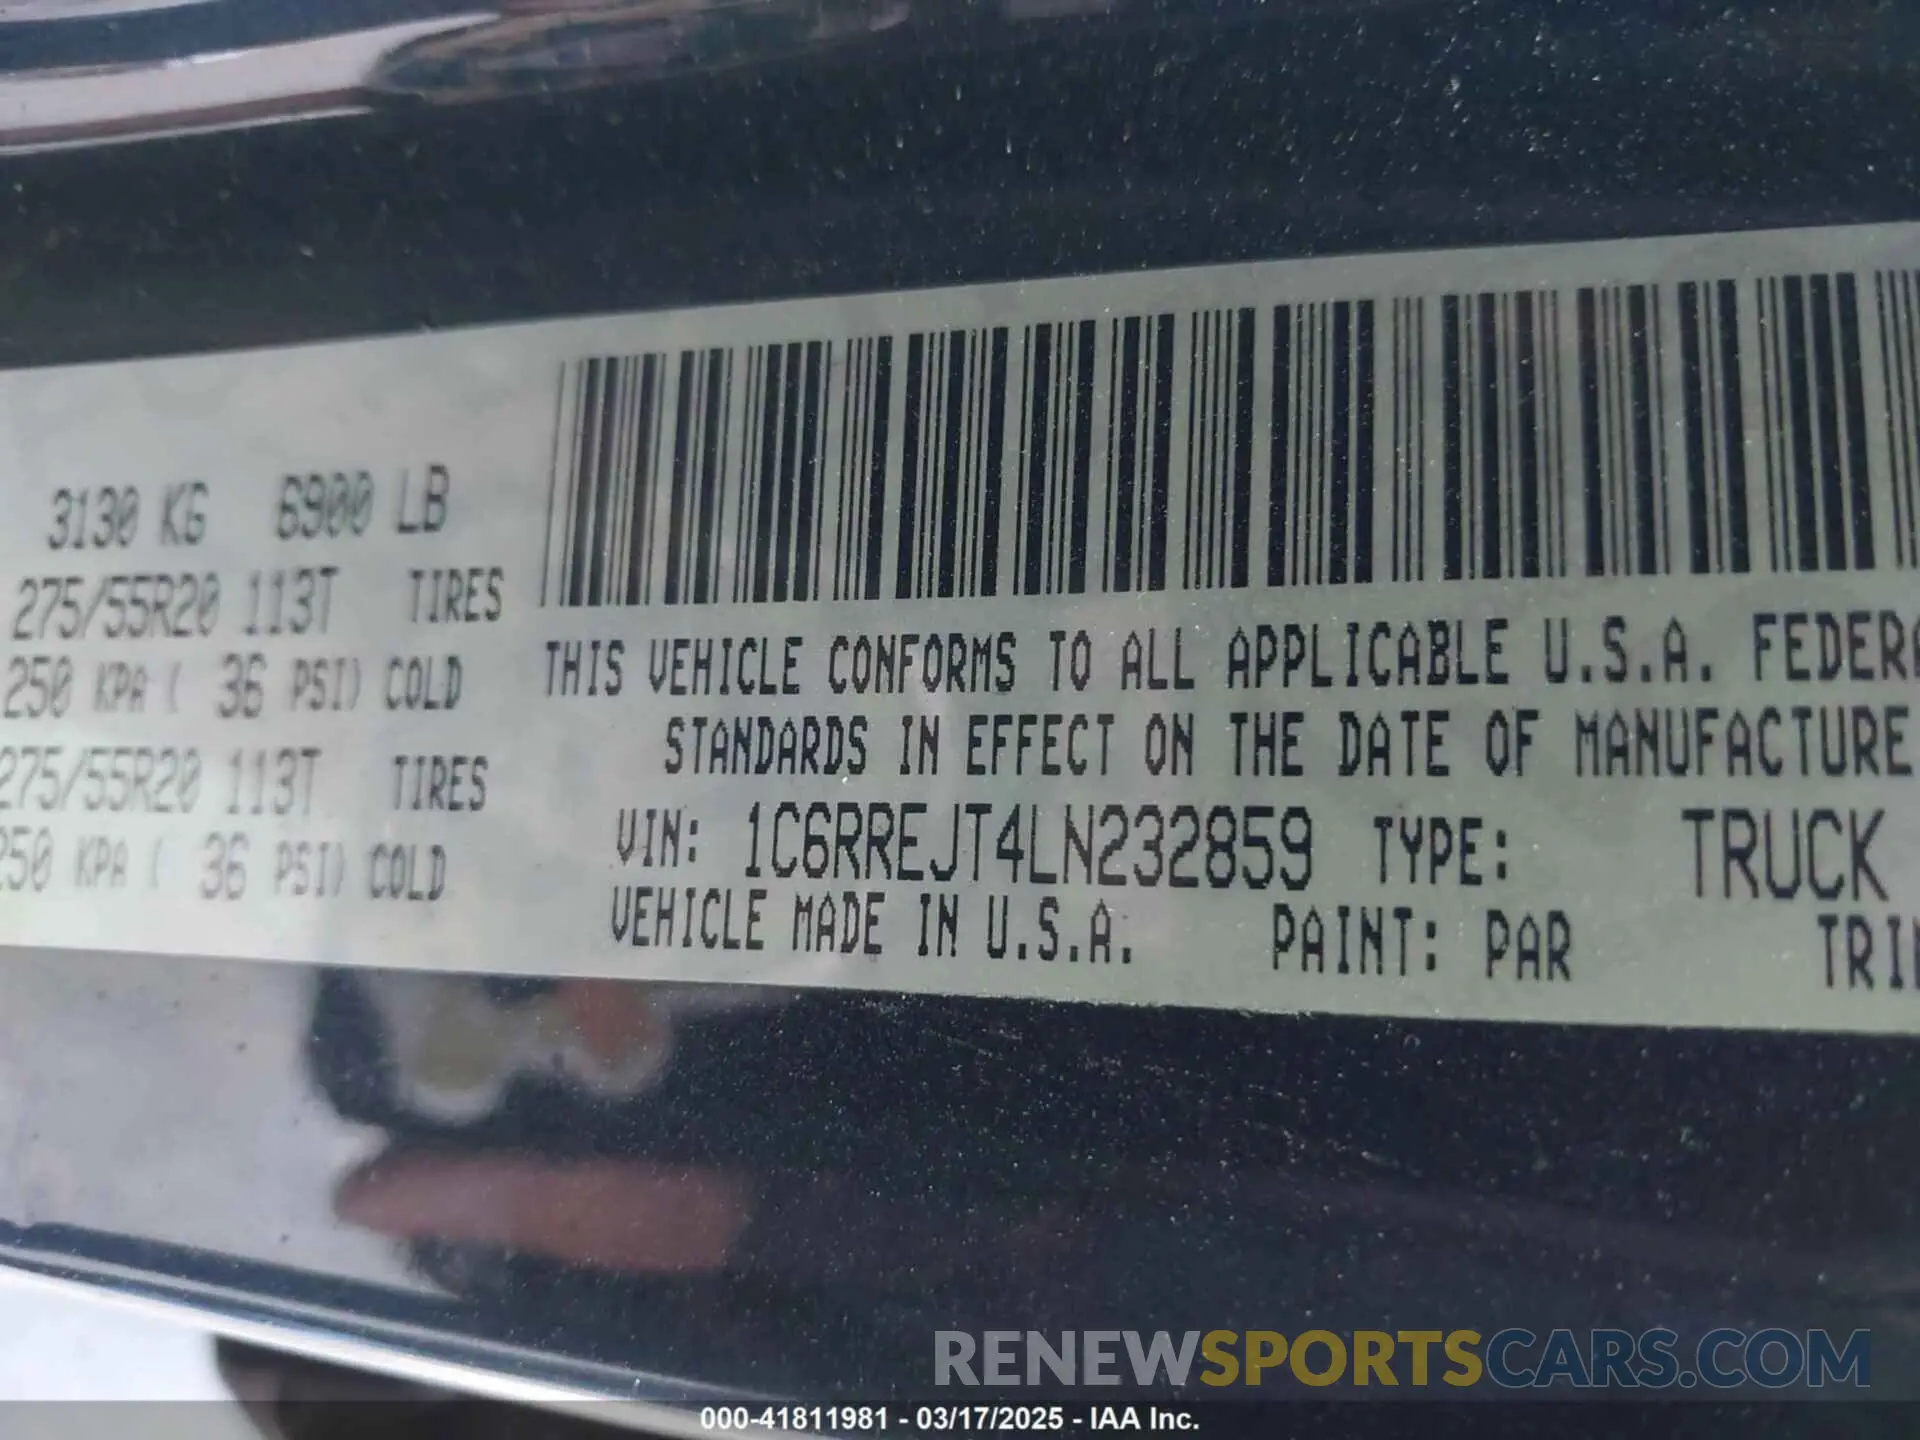 3130 KG 6900 LB
275/55R20 113T TIRES
250 KPA ( 36 PSI) COLD
275/55R20 113T TIRES
250 KPA ( 36 PSI) COLD
THIS VEHICLE CONFORMS TO ALL APPLICABLE U.S.A. FEDERA
STANDARDS IN EFFECT ON THE DATE OF MANUFACTURE
VIN: 1C6RREJT4LN232859 TYPE: TRUCK
VEHICLE MADE IN U.S.A. PAINT: PAR TRI
RENEWSPORTSCARS.COM
000-41811981 - 03/17/2025 - IAA Inc.